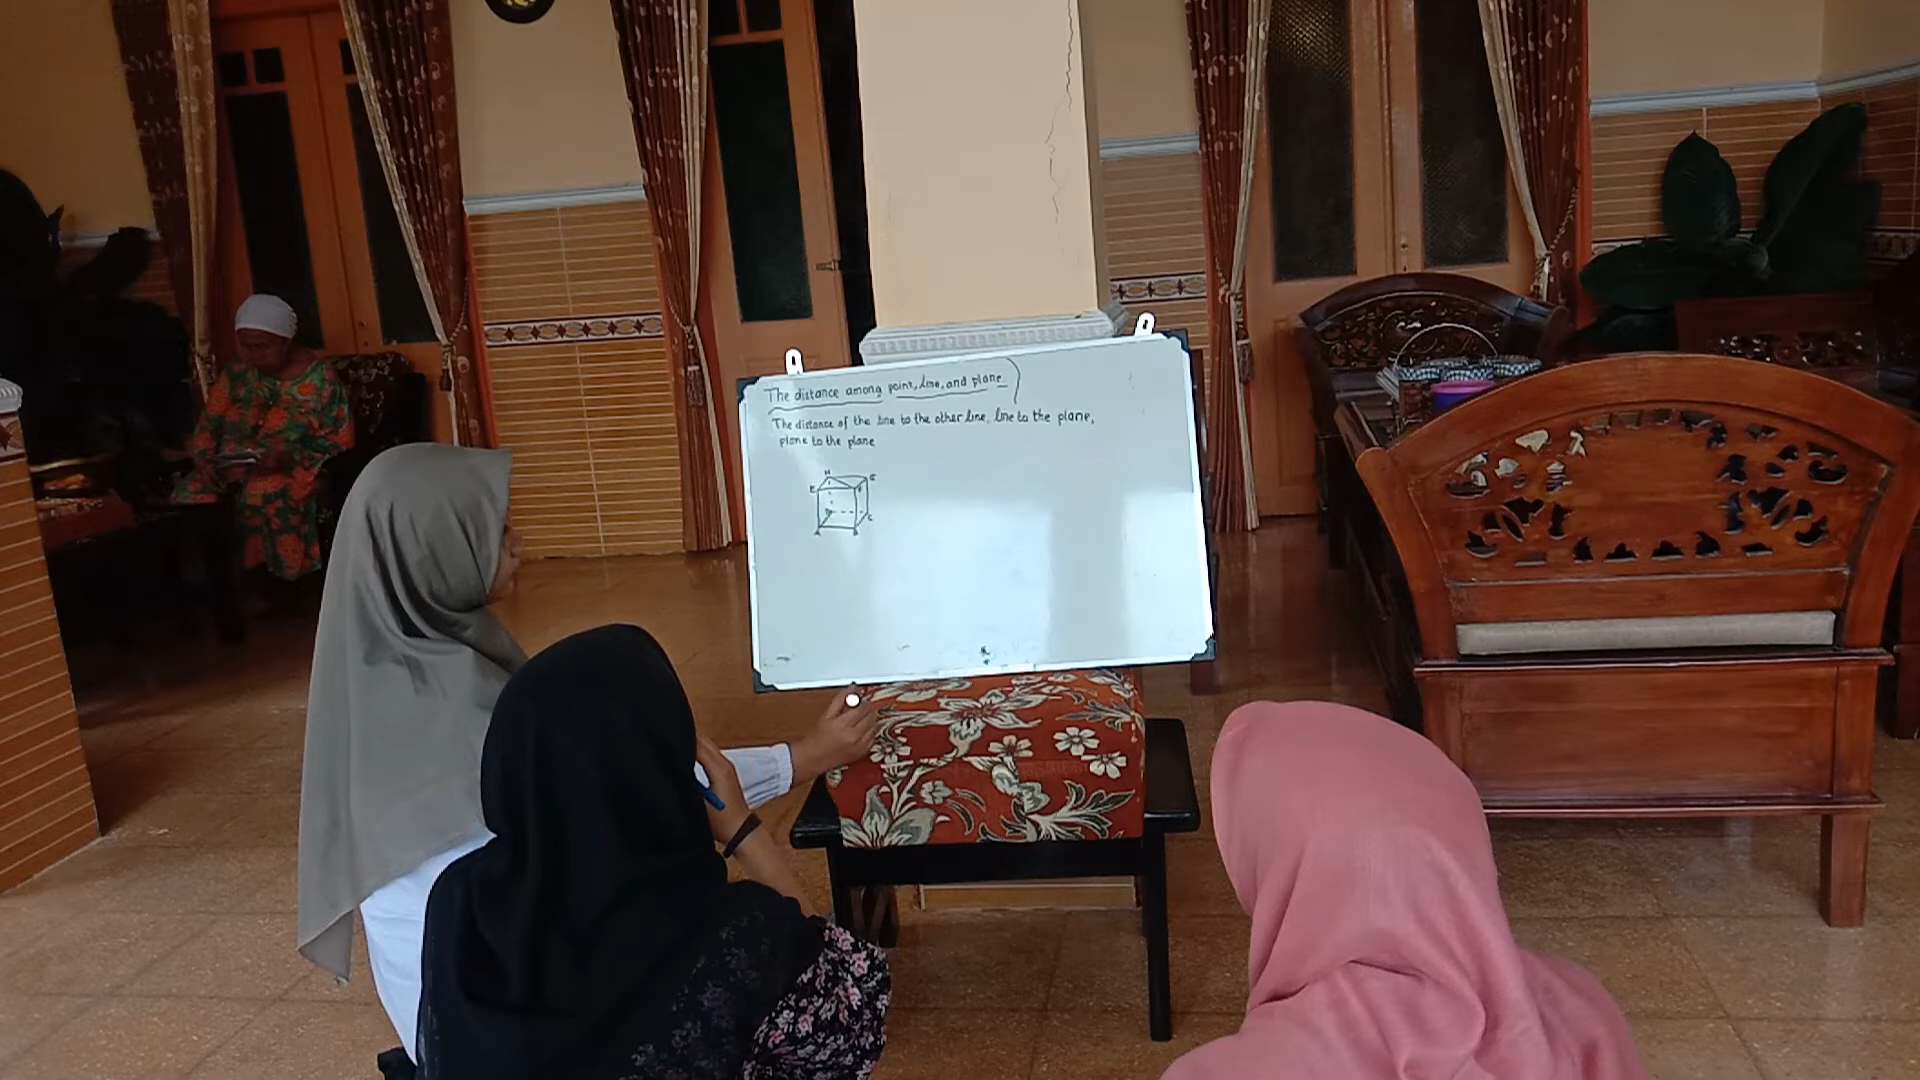 The distance among point, line, and plane
The distance of the line to the other line, line to the plane,
plane to the plane
H
E
G
F
D
C
A
B